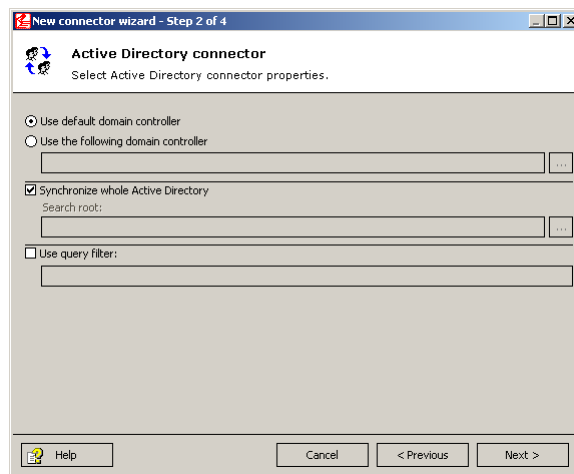 New connector wizard - Step 2 of 4
Active Directory connector
Select Active Directory connector properties.
Use default domain controller
Use the following domain controller
...
Synchronize whole Active Directory
Search root:
...
Use query filter:
Help
Cancel
< Previous
Next >